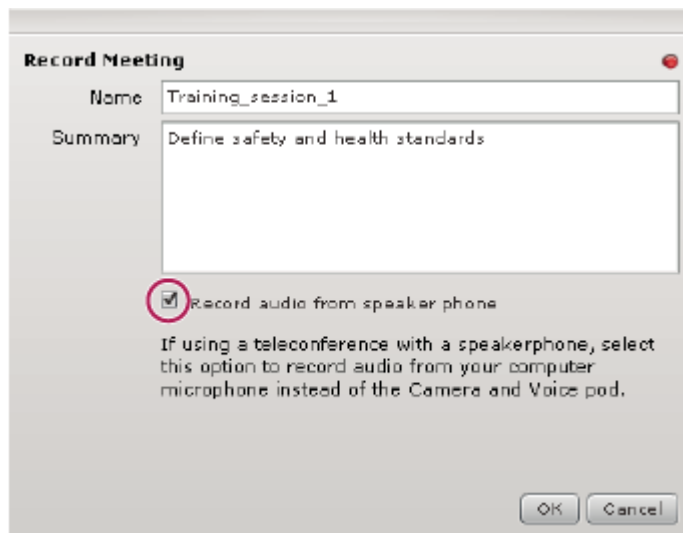 Record Meeting
Name Training_session_1
Summary Define safety and health standards
Record audio from speaker phone
If using a teleconference with a speakerphone, select
this option to record audio from your computer
microphone instead of the Camera and Voice pod.
OK Cancel